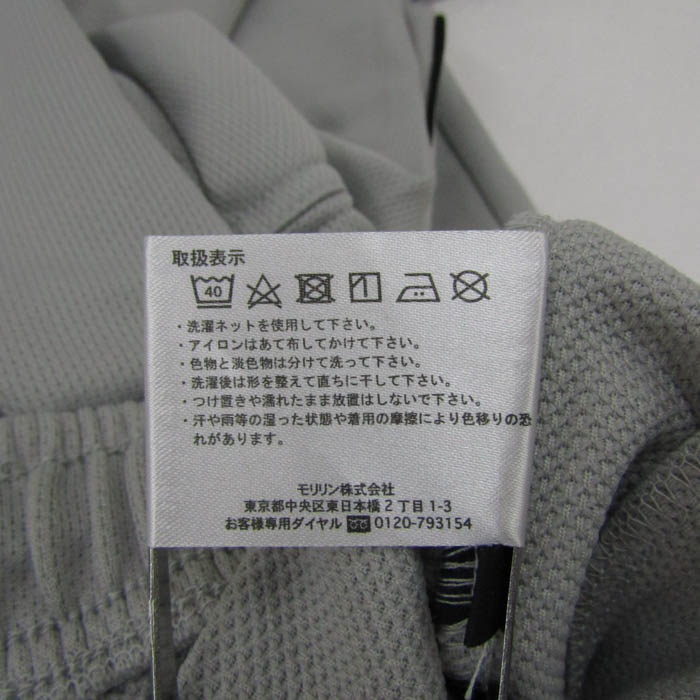 取扱表示
40
・洗濯ネットを使用して下さい。
・アイロンはあて布してかけて下さい。
・色物と淡色物は分けて洗って下さい。
・洗濯後は形を整えて直ちに干して下さい。
・つけ置きや濡れたまま放置はしないで下さい。
・汗や雨等の湿った状態や着用の摩擦により色移りの恐
れがあります。
モリリン株式会社
東京都中央区東日本橋2丁目1-3
お客様専用ダイヤル 0120-793154